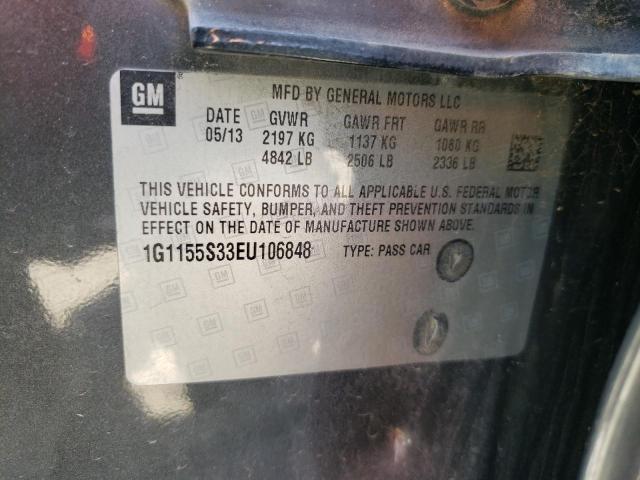 GM
MFD BY GENERAL MOTORS LLC
DATE GVWR GAWR FRT GAWR RR
05/13 2197 KG 1137 KG 1060 KG
4842 LB 2506 LB 2336 LB
THIS VEHICLE CONFORMS TO ALL APPLICABLE U.S. FEDERAL MOTOR
VEHICLE SAFETY, BUMPER, AND THEFT PREVENTION STANDARDS IN
EFFECT ON THE DATE OF MANUFACTURE SHOWN ABOVE.
1G1155S33EU106848 TYPE: PASS CAR